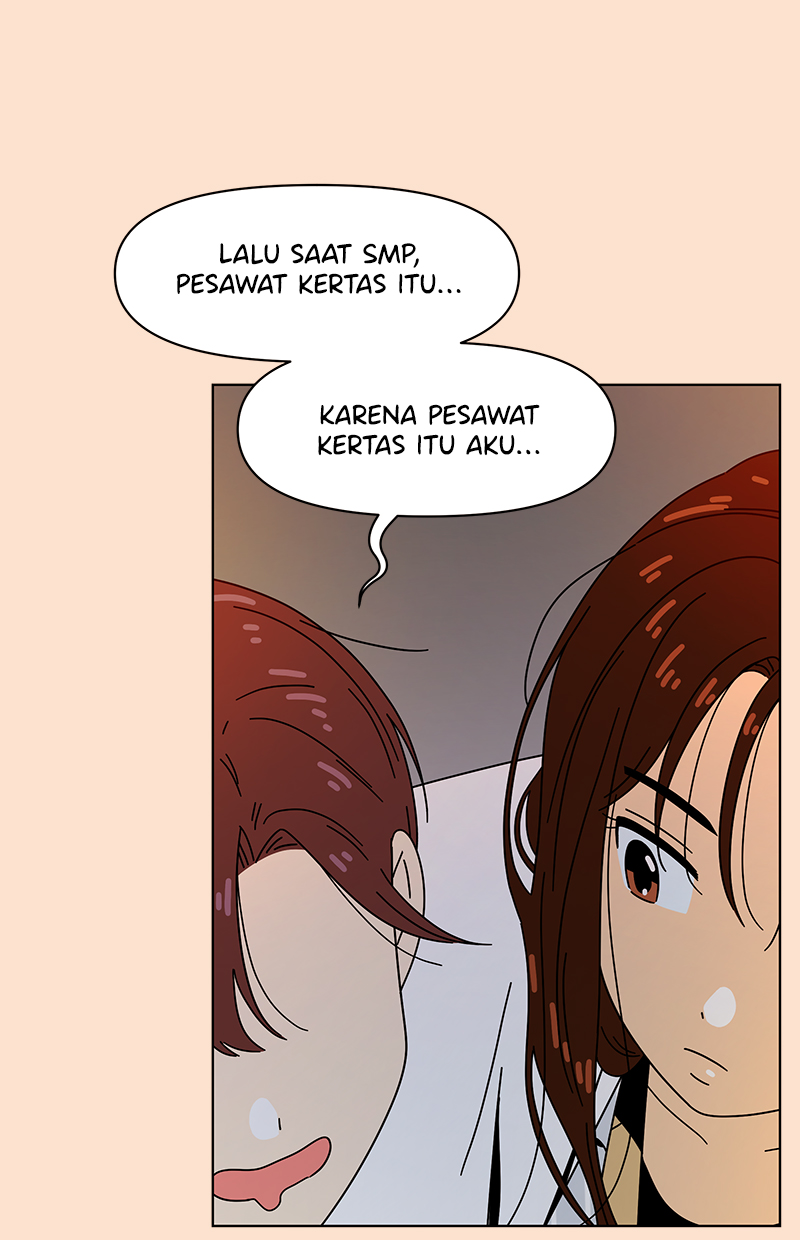 LALU SAAT SMP,
PESAWAT KERTAS ITU...
KARENA PESAWAT
KERTAS ITU AKU...